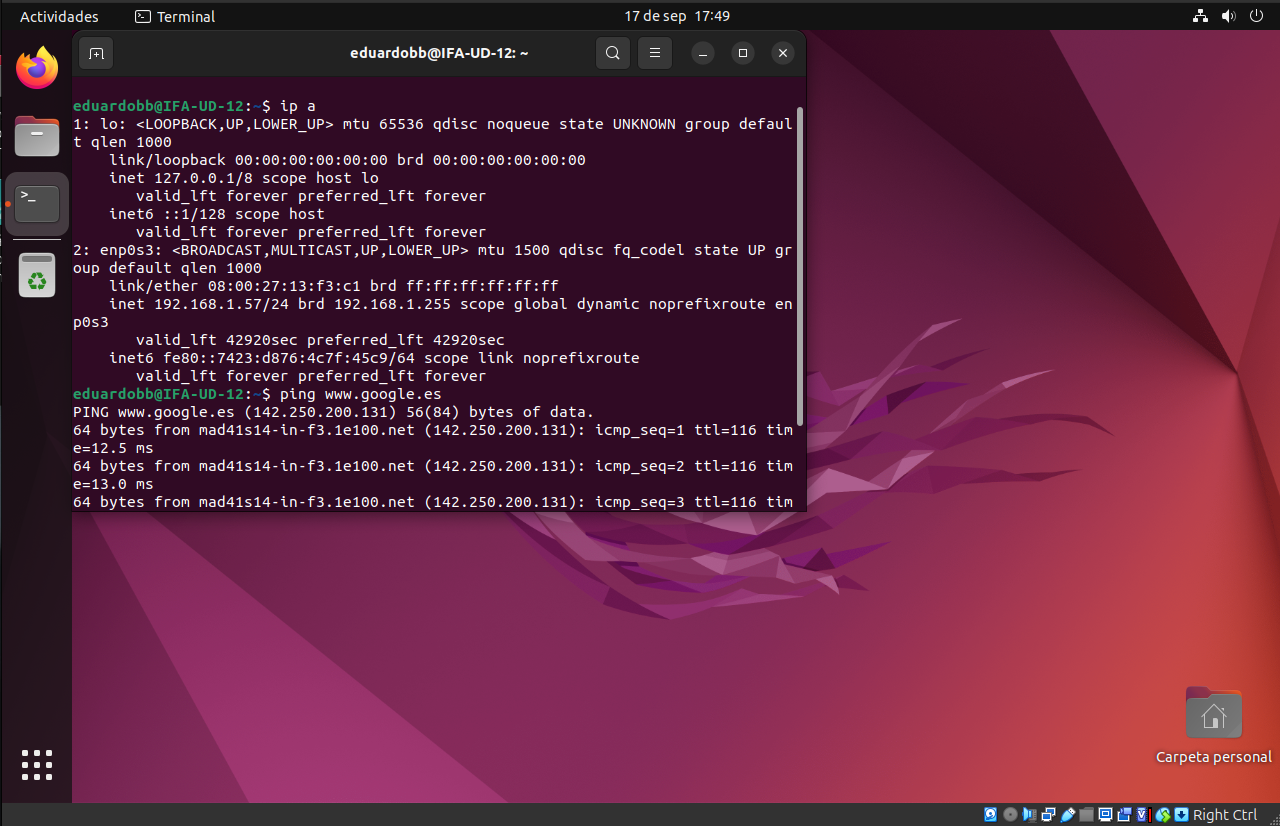 Actividades
Terminal
17 de sep 17:49
eduardobb@IFA-UD-12: ~
eduardobb@IFA-UD-12:~$ ip a
1: lo: <LOOPBACK,UP,LOWER_UP> mtu 65536 qdisc noqueue state UNKNOWN group defaul
t qlen 1000
    link/loopback 00:00:00:00:00:00 brd 00:00:00:00:00:00
    inet 127.0.0.1/8 scope host lo
       valid_lft forever preferred_lft forever
    inet6 ::1/128 scope host
       valid_lft forever preferred_lft forever
2: enp0s3: <BROADCAST,MULTICAST,UP,LOWER_UP> mtu 1500 qdisc fq_codel state UP gr
oup default qlen 1000
    link/ether 08:00:27:13:f3:c1 brd ff:ff:ff:ff:ff:ff
    inet 192.168.1.57/24 brd 192.168.1.255 scope global dynamic noprefixroute en
p0s3
       valid_lft 42920sec preferred_lft 42920sec
    inet6 fe80::7423:d876:4c7f:45c9/64 scope link noprefixroute
       valid_lft forever preferred_lft forever
eduardobb@IFA-UD-12:~$ ping www.google.es
PING www.google.es (142.250.200.131) 56(84) bytes of data.
64 bytes from mad41s14-in-f3.1e100.net (142.250.200.131): icmp_seq=1 ttl=116 tim
e=12.5 ms
64 bytes from mad41s14-in-f3.1e100.net (142.250.200.131): icmp_seq=2 ttl=116 tim
e=13.0 ms
64 bytes from mad41s14-in-f3.1e100.net (142.250.200.131): icmp_seq=3 ttl=116 tim
Carpeta personal
Right Ctrl